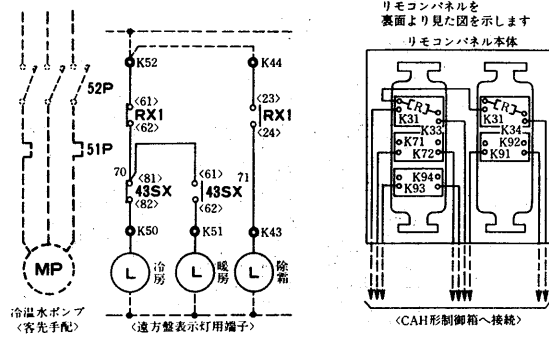 リモコンパネルを
裏面より見た図を示します
リモコンパネル本体
52P
51P
MP
冷温水ポンプ
(客先手配)
K52
K44
<61>
RX1
<62>
<23>
RX1
<24>
70
<81>
43SX
<82>
<61>
43SX
<62>
71
K50
K51
K43
L
冷房
L
暖房
L
除霜
<遠方盤表示灯用端子>
R
K31
K33
K71
K72
K94
K93
R
K31
K34
K92
K91
<CAH形制御箱へ接続>